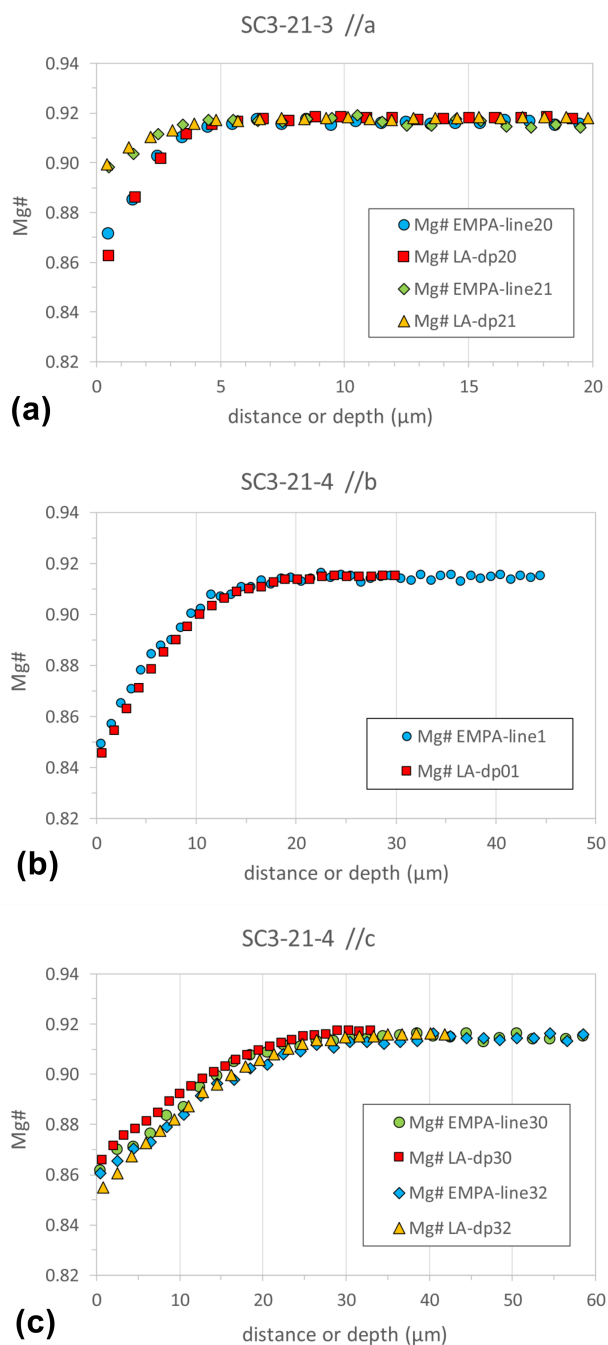 SC3-21-3 //a
0.94
0.92
0.90
0.88
0.86
0.84
0.82
Mg#
Mg# EMPA-line20
Mg# LA-dp20
Mg# EMPA-line21
Mg# LA-dp21
0 5 10 15 20
distance or depth (µm)
(a)
SC3-21-4 //b
0.94
0.92
0.90
0.88
0.86
0.84
0.82
Mg#
Mg# EMPA-line1
Mg# LA-dp01
0 10 20 30 40 50
distance or depth (µm)
(b)
SC3-21-4 //c
0.94
0.92
0.90
0.88
0.86
0.84
0.82
Mg#
Mg# EMPA-line30
Mg# LA-dp30
Mg# EMPA-line32
Mg# LA-dp32
0 10 20 30 40 50 60
distance or depth (µm)
(c)